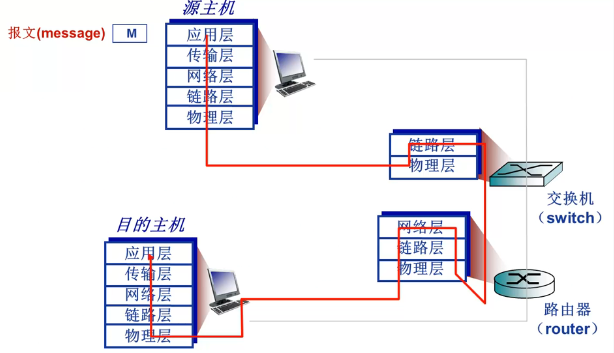 源主机
报文(message) M
应用层
传输层
网络层
链路层
物理层
链路层
物理层
交换机
（switch）
目的主机
应用层
传输层
网络层
链路层
物理层
网络层
链路层
物理层
路由器
（router）